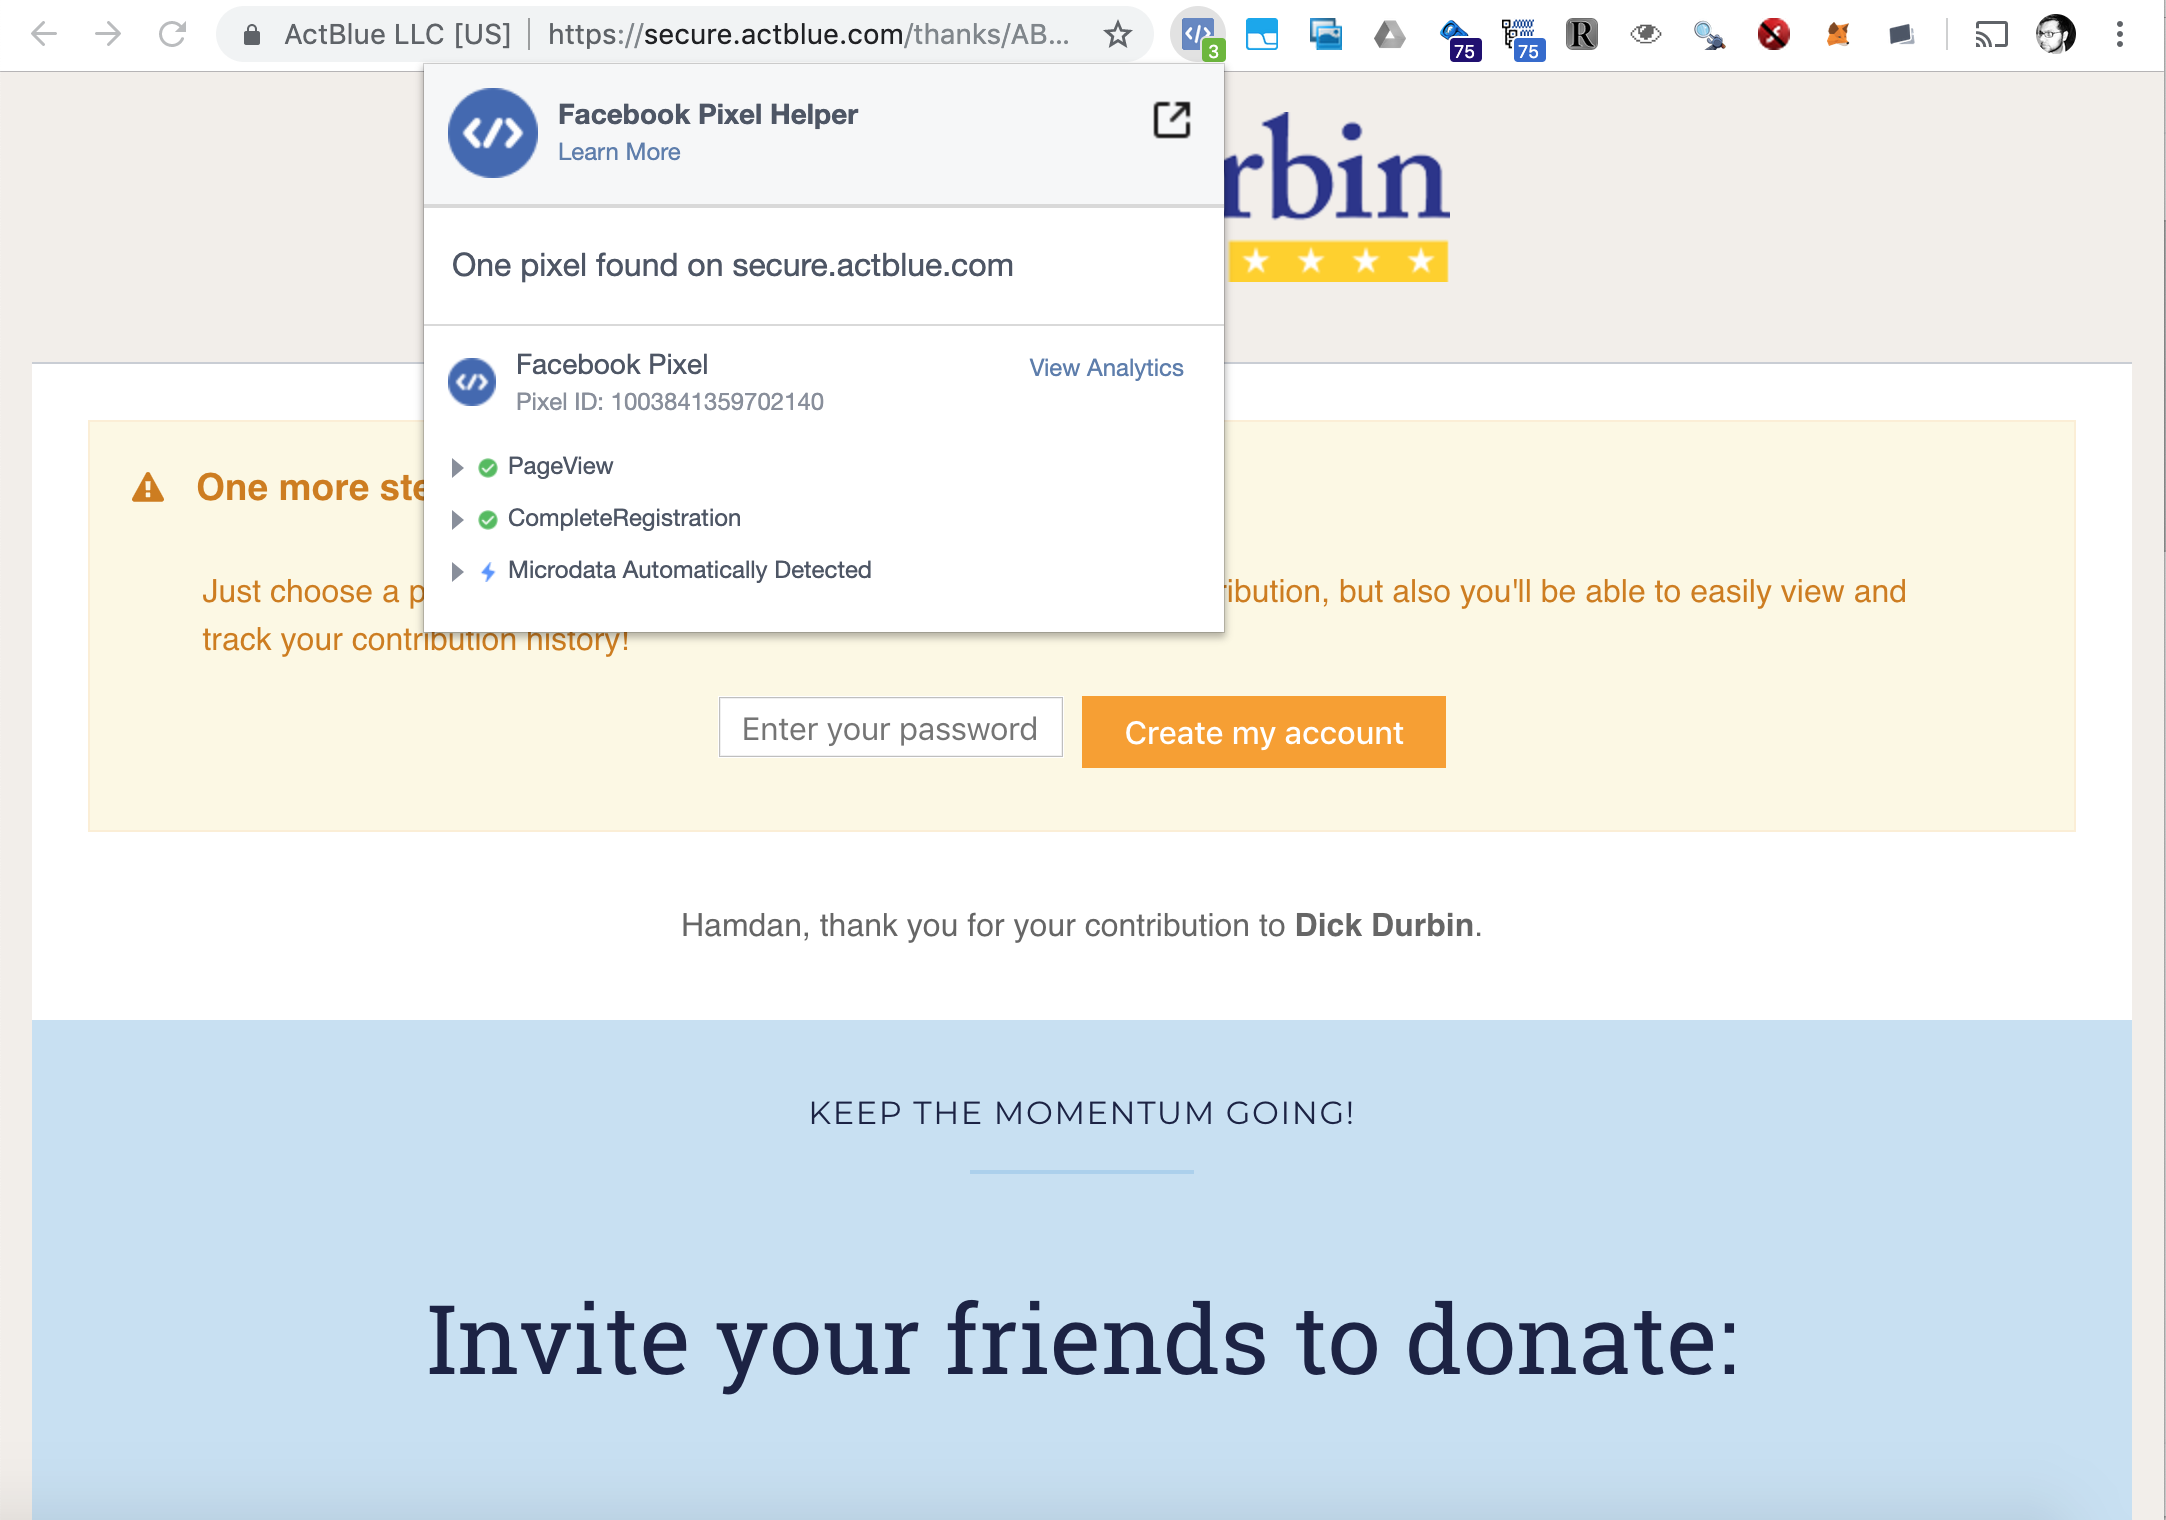 ActBlue LLC [US] https://secure.actblue.com/thanks/AB...
3
75
75
R
Facebook Pixel Helper
Learn More
rbin
One pixel found on secure.actblue.com
Facebook Pixel
View Analytics
Pixel ID: 1003841359702140
PageView
CompleteRegistration
Microdata Automatically Detected
One more ste
Just choose a p
ribution, but also you'll be able to easily view and
track your contribution history!
Enter your password
Create my account
Hamdan, thank you for your contribution to Dick Durbin.
KEEP THE MOMENTUM GOING!
Invite your friends to donate: